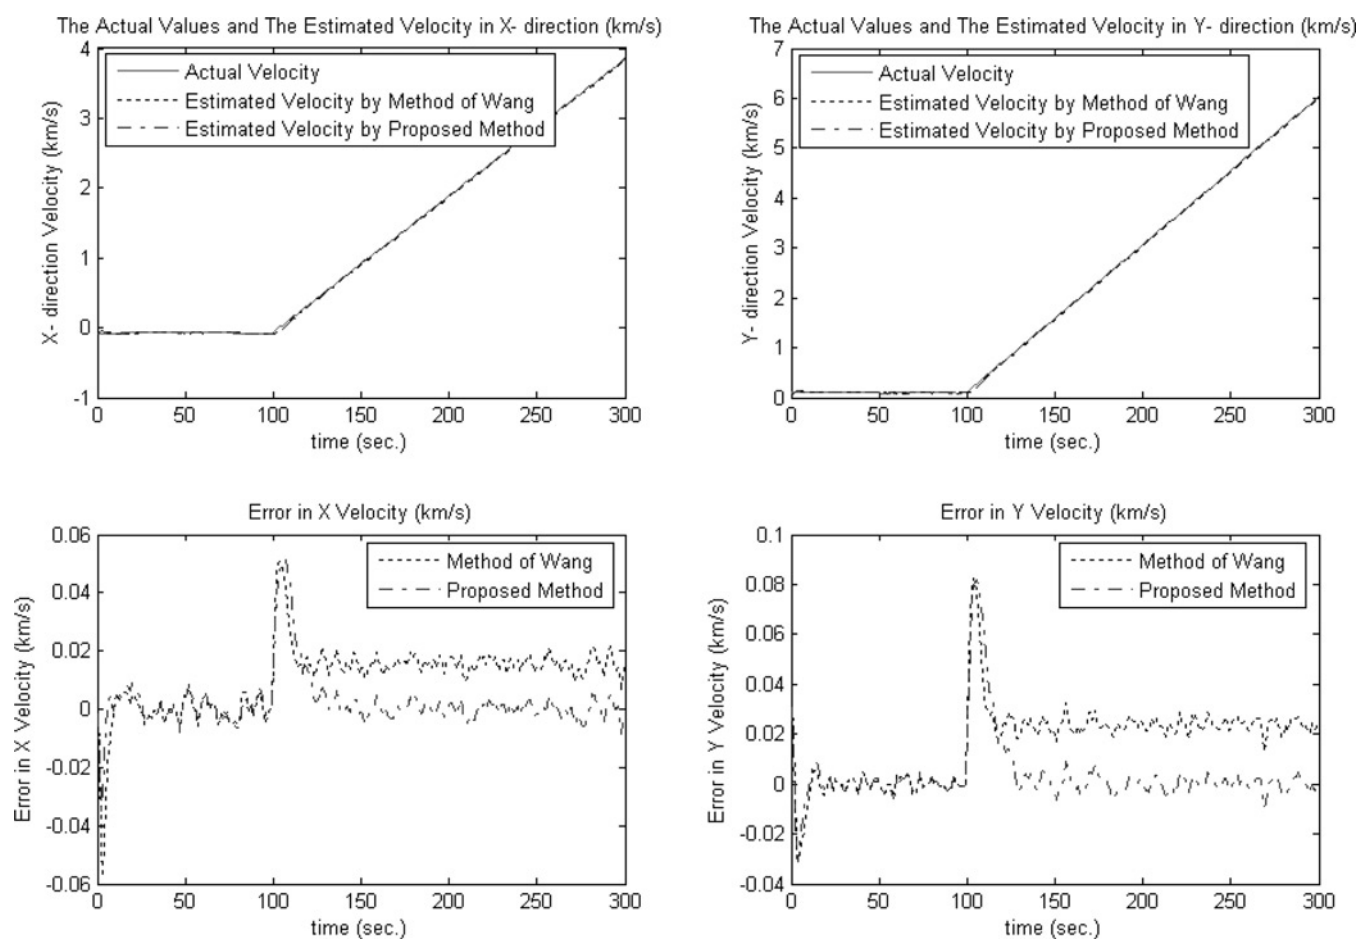 The Actual Values and The Estimated Velocity in X- direction (km/s)
4
3
2
1
0
-1
X- direction Velocity (km/s)
Actual Velocity
Estimated Velocity by Method of Wang
Estimated Velocity by Proposed Method
0 50 100 150 200 250 300
time (sec.)
The Actual Values and The Estimated Velocity in Y- direction (km/s)
7
6
5
4
3
2
1
0
Y- direction Velocity (km/s)
Actual Velocity
Estimated Velocity by Method of Wang
Estimated Velocity by Proposed Method
0 50 100 150 200 250 300
time (sec.)
Error in X Velocity (km/s)
0.06
0.04
0.02
0
-0.02
-0.04
-0.06
Error in X Velocity (km/s)
Method of Wang
Proposed Method
0 50 100 150 200 250 300
time (sec.)
Error in Y Velocity (km/s)
0.1
0.08
0.06
0.04
0.02
0
-0.02
-0.04
Error in Y Velocity (km/s)
Method of Wang
Proposed Method
0 50 100 150 200 250 300
time (sec.)